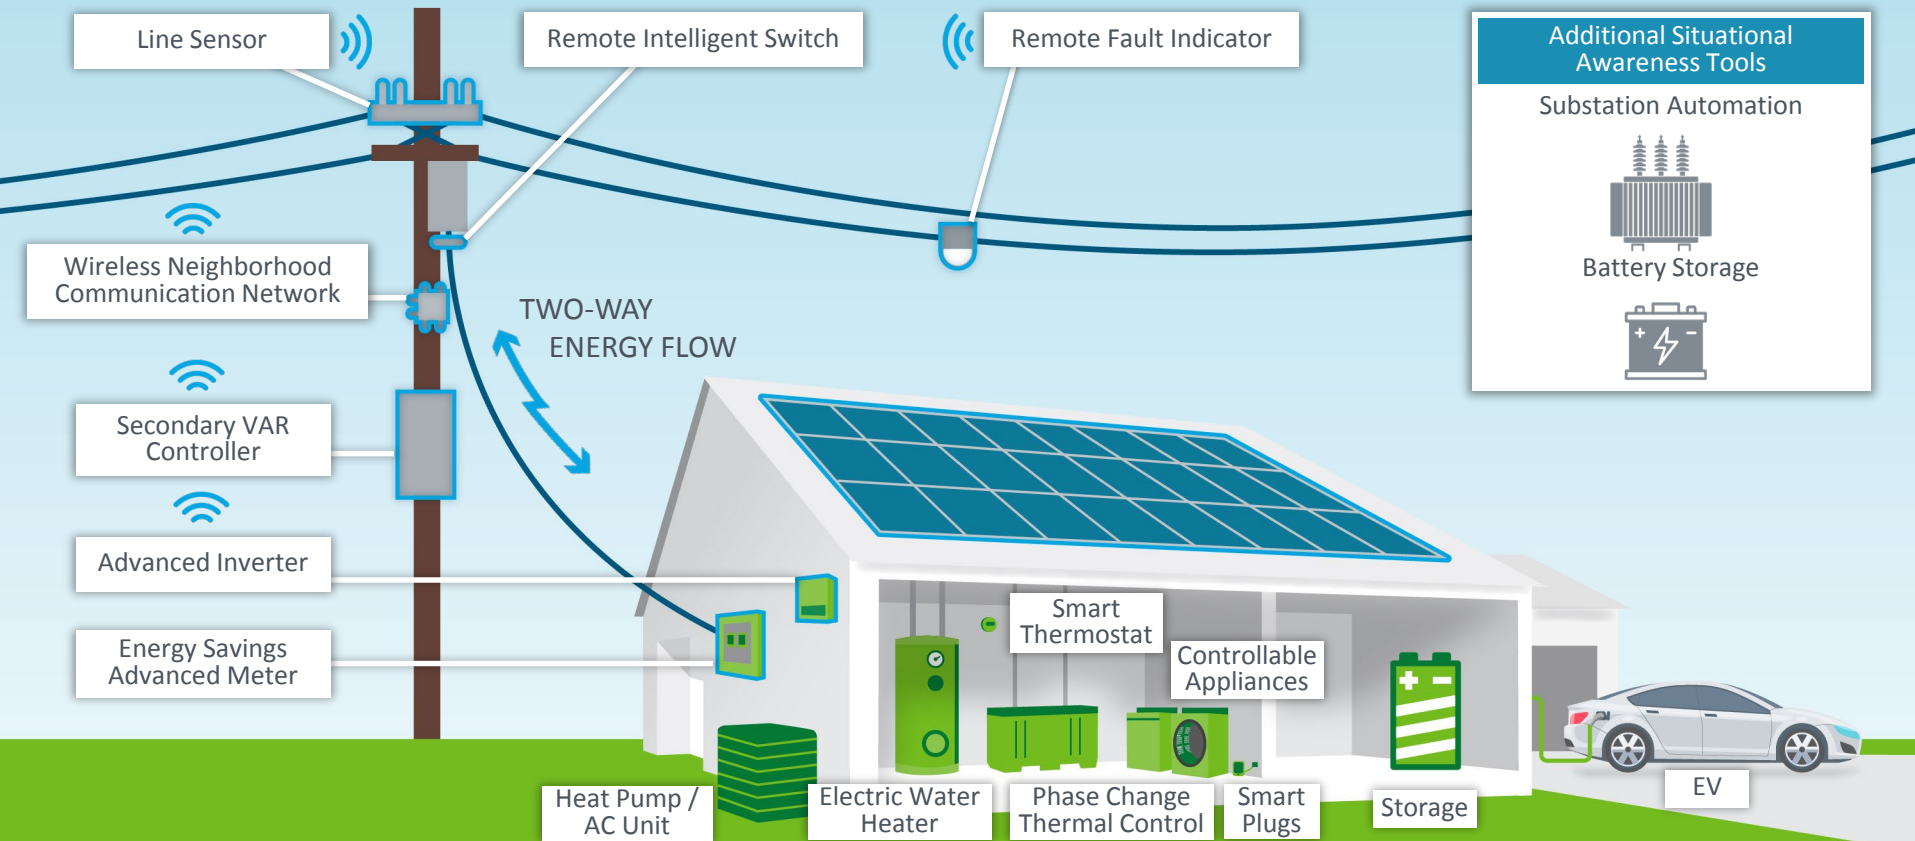 Line Sensor
Remote Intelligent Switch
Remote Fault Indicator
Additional Situational
Awareness Tools
Substation Automation
Battery Storage
+ -
Wireless Neighborhood
Communication Network
TWO-WAY
ENERGY FLOW
Secondary VAR
Controller
Advanced Inverter
Energy Savings
Advanced Meter
Smart
Thermostat
Controllable
Appliances
Heat Pump /
AC Unit
Electric Water
Heater
Phase Change
Thermal Control
Smart
Plugs
Storage
EV